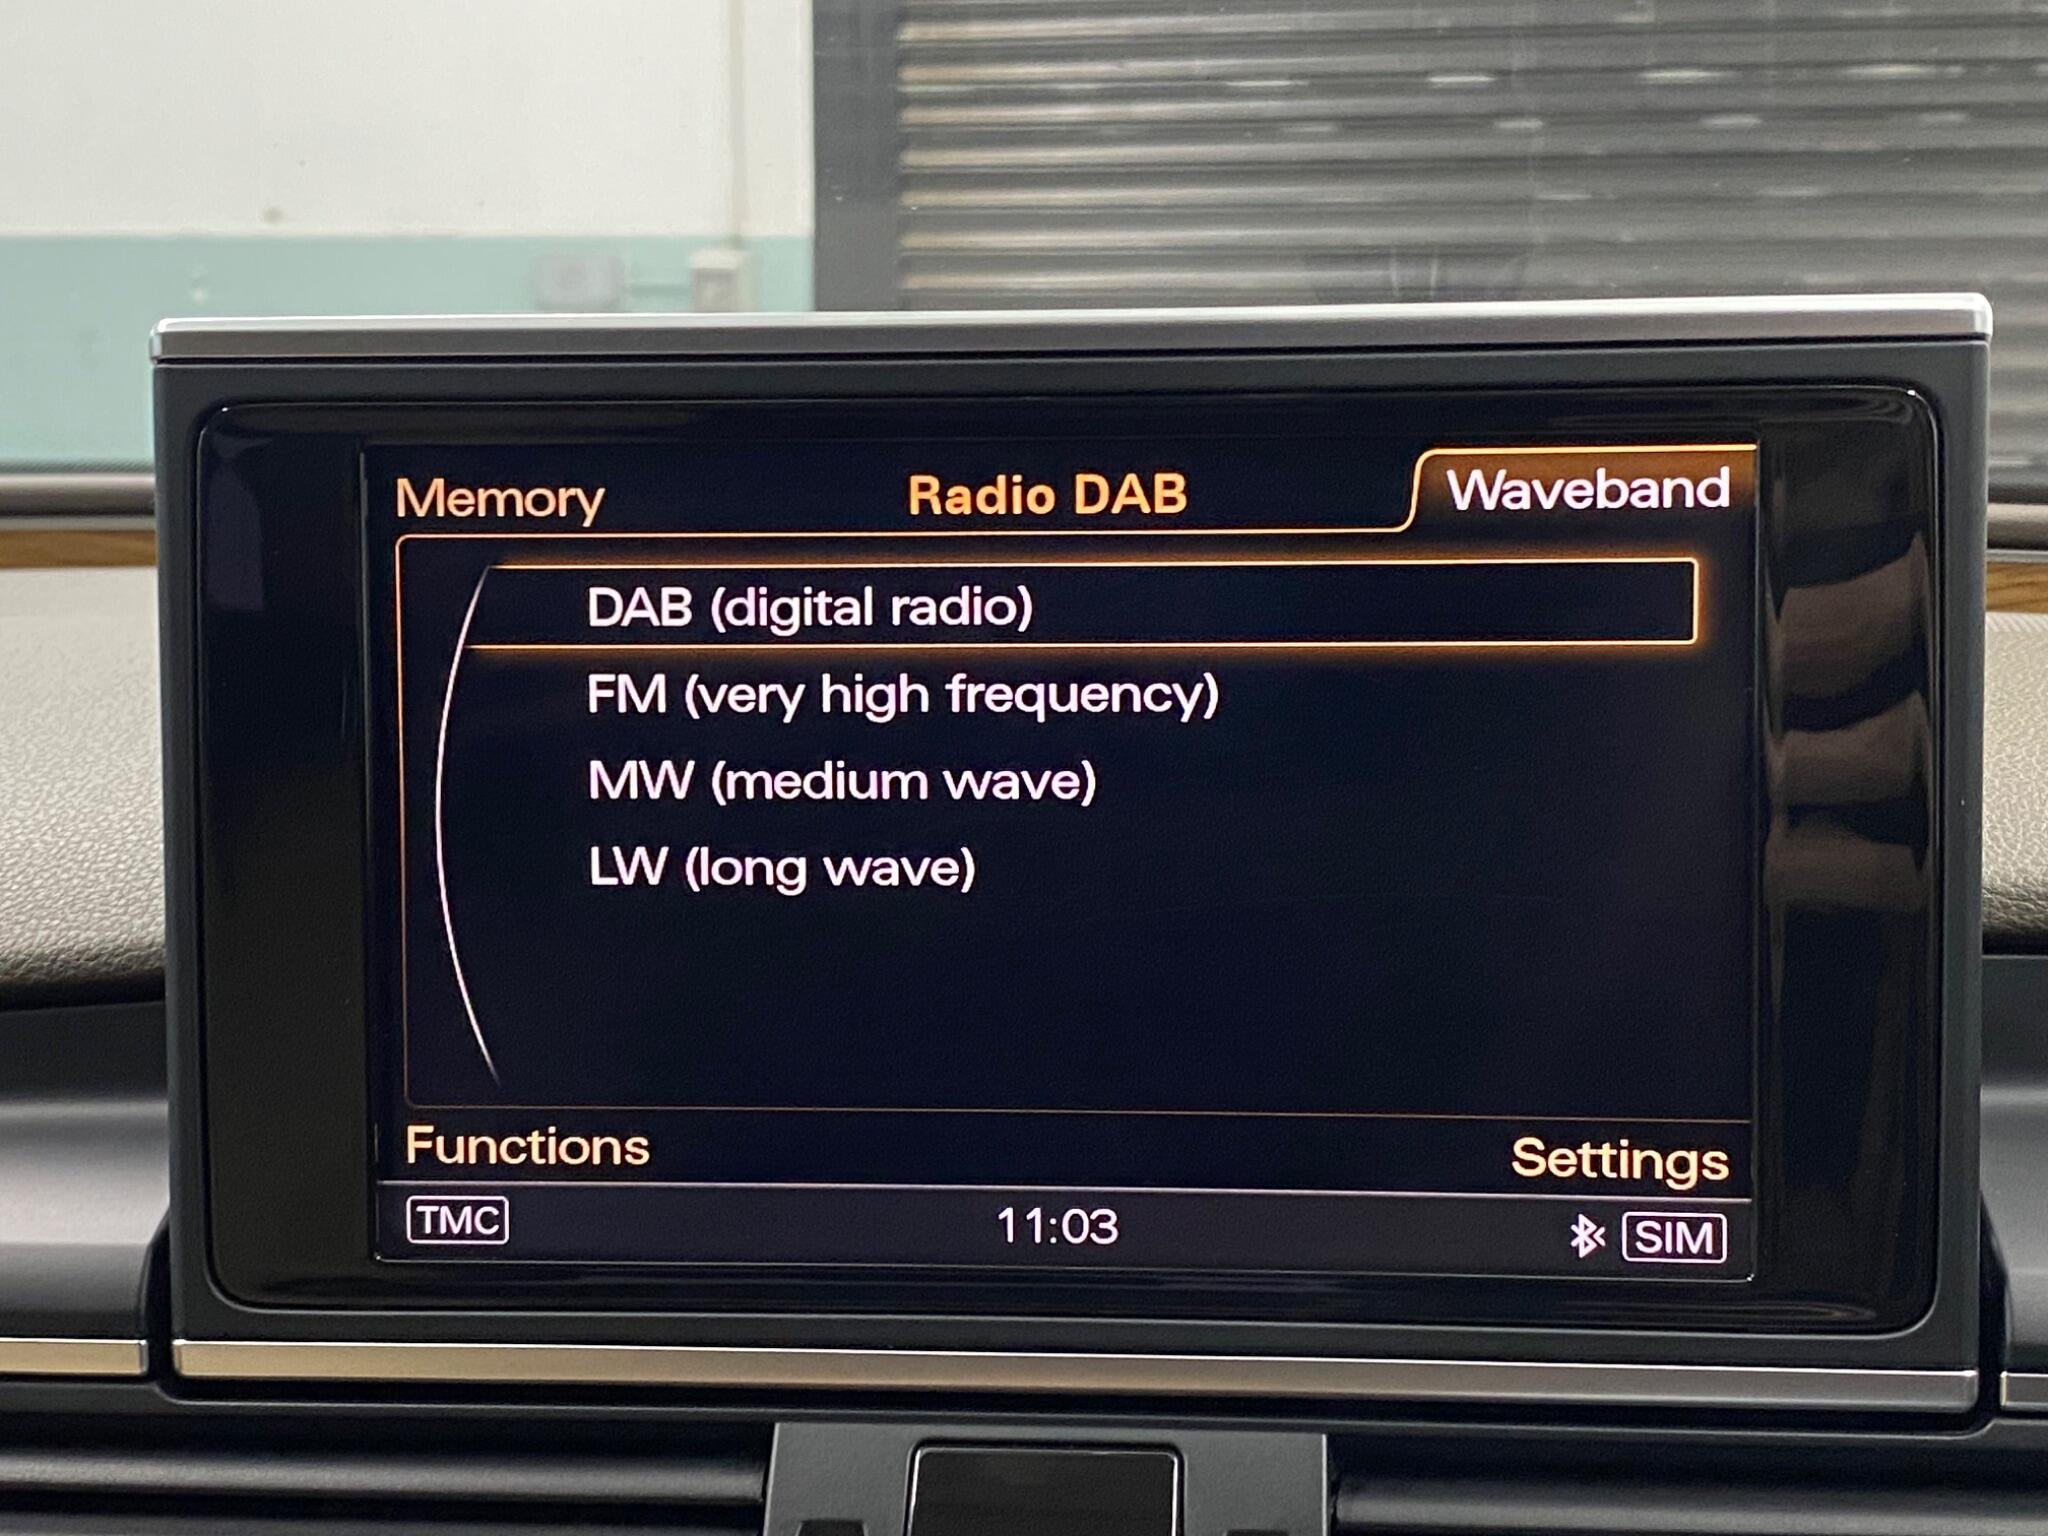 Memory Radio DAB Waveband
DAB (digital radio)
FM (very high frequency)
MW (medium wave)
LW (long wave)
Functions Settings
TMC 11:03 SIM